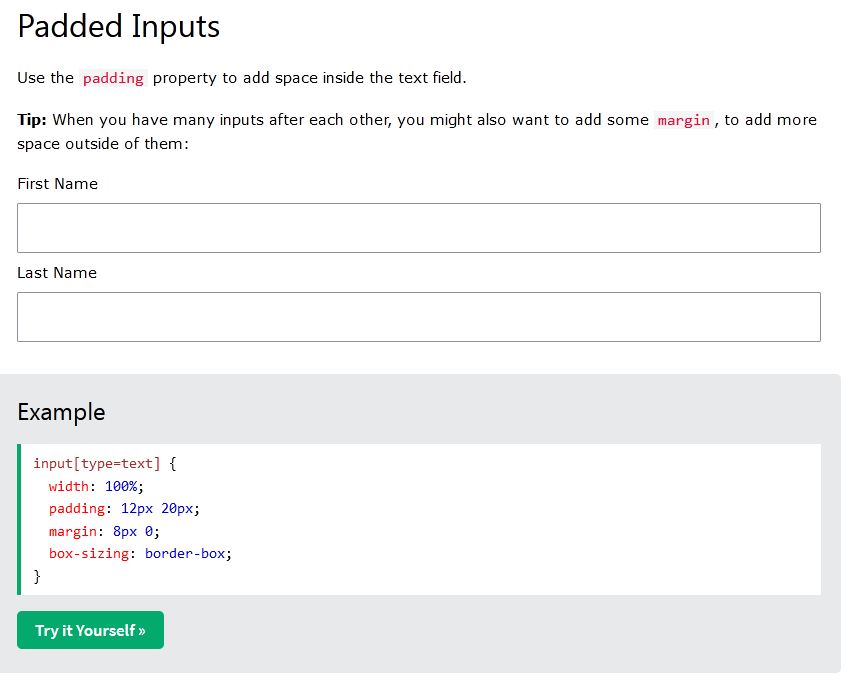 Padded Inputs
Use the padding property to add space inside the text field.
Tip: When you have many inputs after each other, you might also want to add some margin, to add more
space outside of them:
First Name
Last Name
Example
input[type=text] {
  width: 100%;
  padding: 12px 20px;
  margin: 8px 0;
  box-sizing: border-box;
}
Try it Yourself »